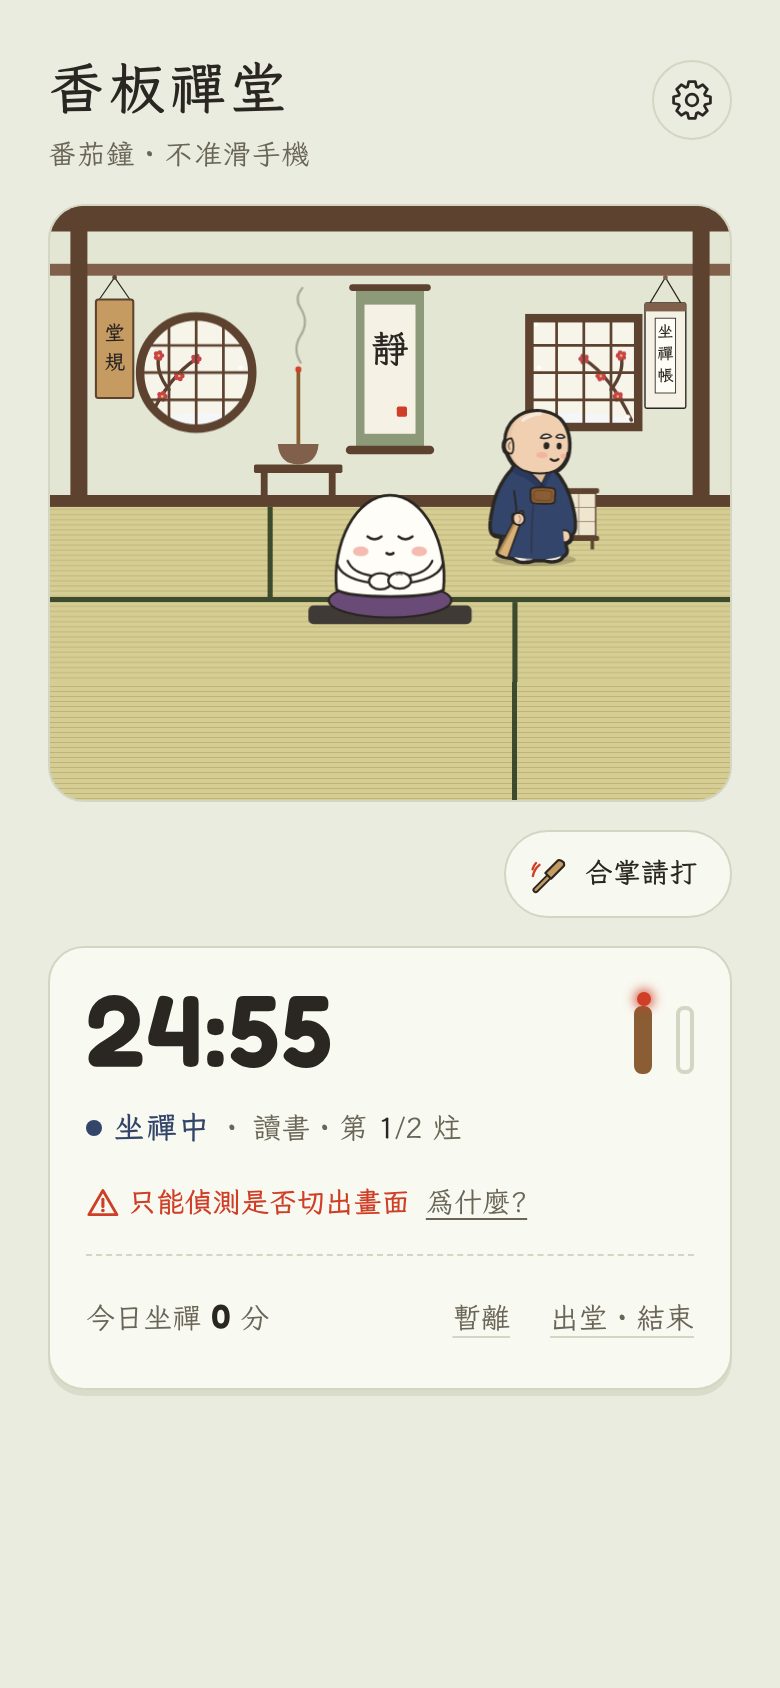 香板禪堂
番茄鐘・不准滑手機
堂規
靜
坐禪帳
合掌請打
24:55
坐禪中・讀書・第 1/2 炷
只能偵測是否切出畫面 為什麼?
今日坐禪 0 分 暫離 出堂・結束